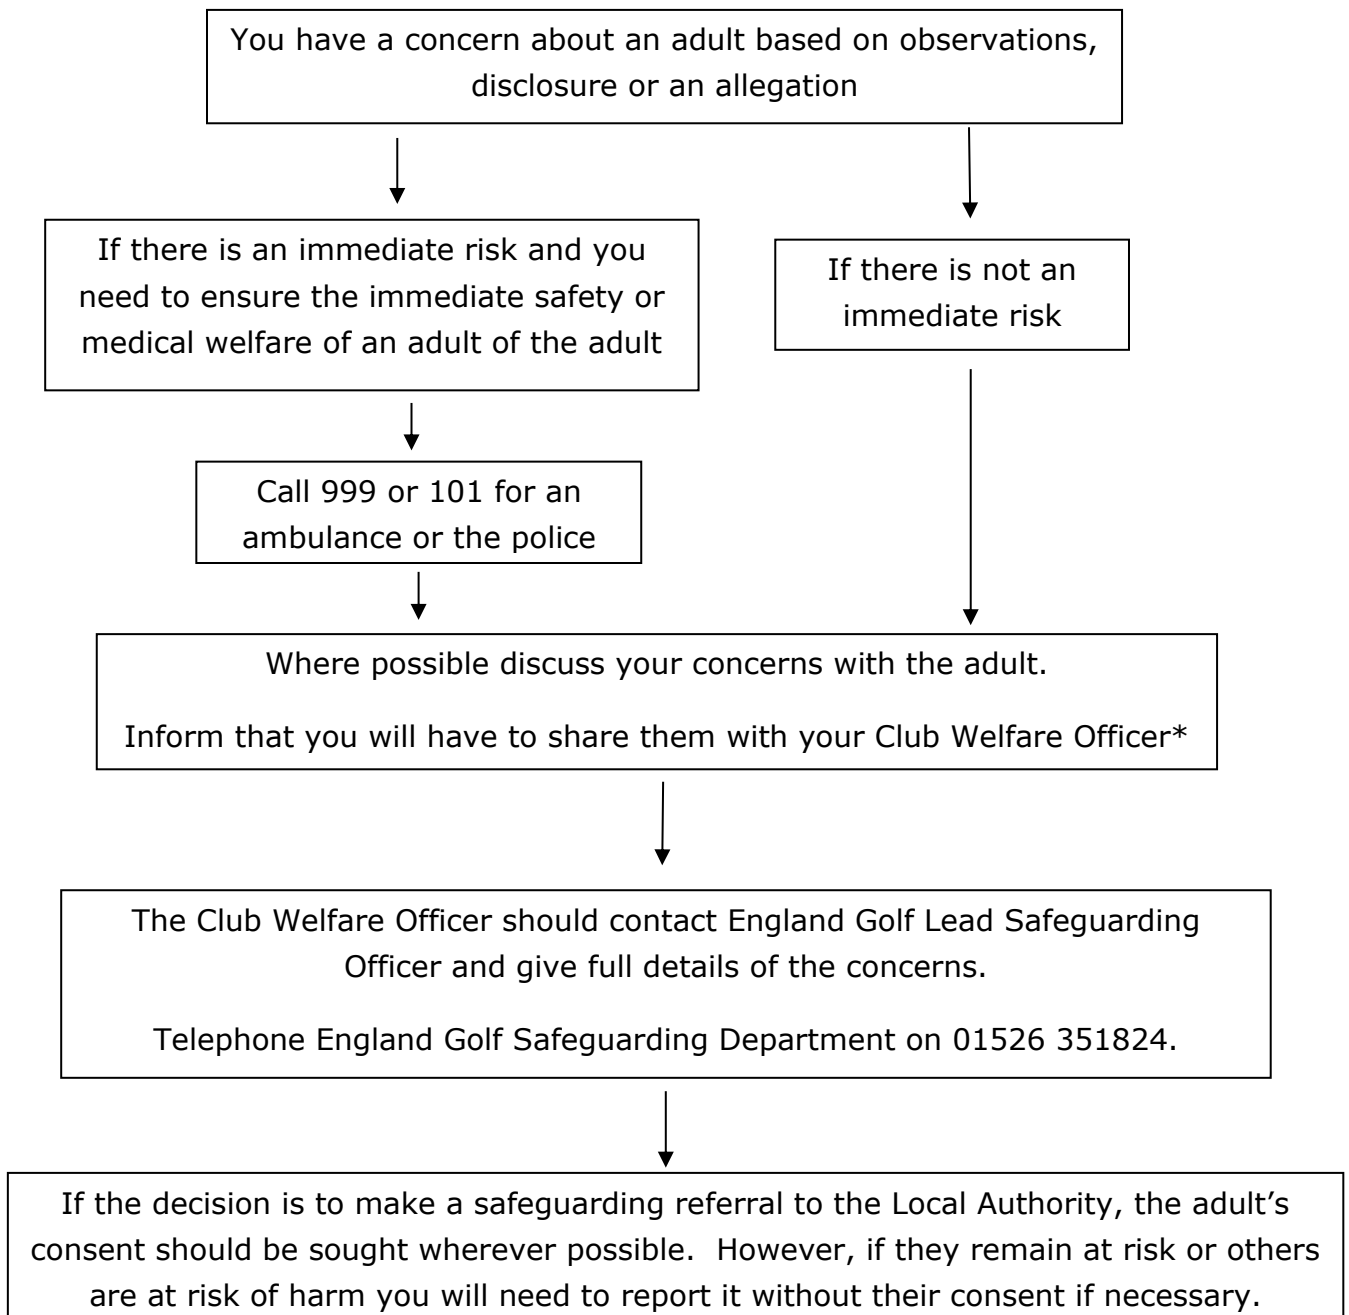 You have a concern about an adult based on observations,
disclosure or an allegation
If there is an immediate risk and you
need to ensure the immediate safety or
medical welfare of an adult of the adult
If there is not an
immediate risk
Call 999 or 101 for an
ambulance or the police
Where possible discuss your concerns with the adult.
Inform that you will have to share them with your Club Welfare Officer*
The Club Welfare Officer should contact England Golf Lead Safeguarding
Officer and give full details of the concerns.
Telephone England Golf Safeguarding Department on 01526 351824.
If the decision is to make a safeguarding referral to the Local Authority, the adult’s
consent should be sought wherever possible.  However, if they remain at risk or others
are at risk of harm you will need to report it without their consent if necessary.